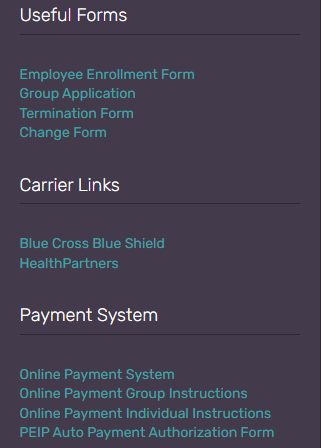 Useful Forms
Employee Enrollment Form
Group Application
Termination Form
Change Form
Carrier Links
Blue Cross Blue Shield
HealthPartners
Payment System
Online Payment System
Online Payment Group Instructions
Online Payment Individual Instructions
PEIP Auto Payment Authorization Form